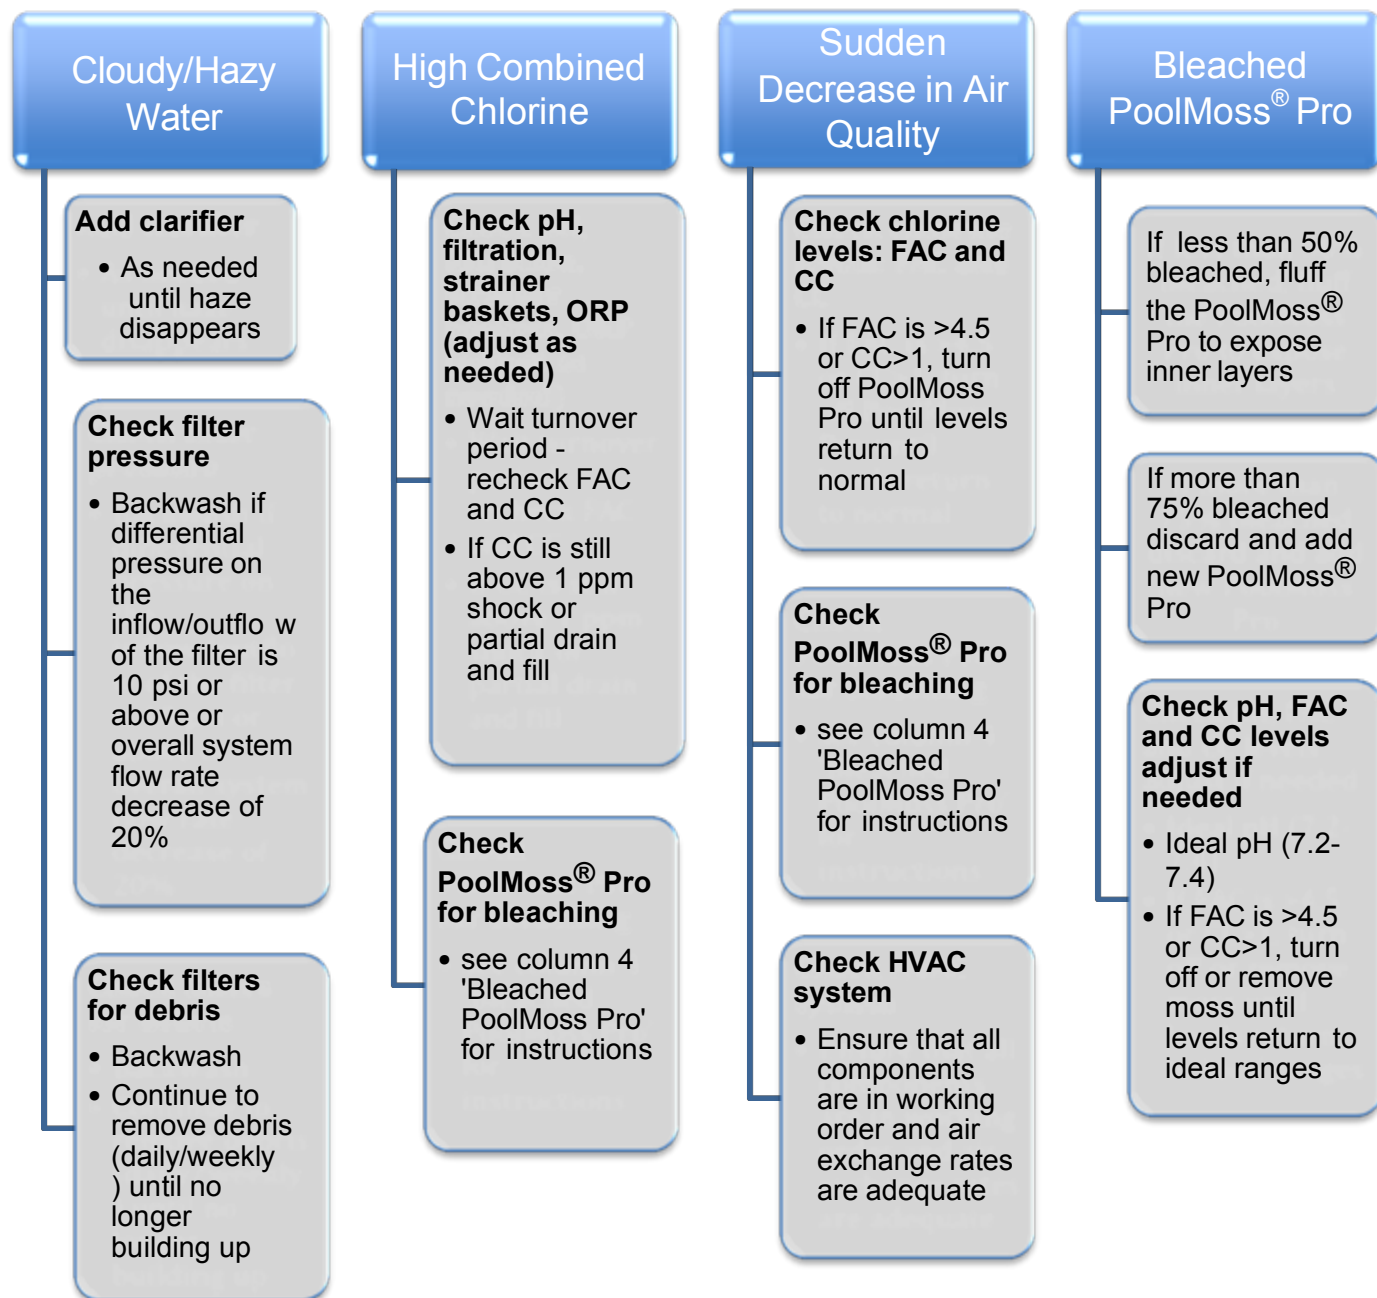 Cloudy/Hazy
Water
Add clarifier
• As needed
until haze
disappears
Check filter
pressure
• Backwash if
differential
pressure on
the
inflow/outflo w
of the filter is
10 psi or
above or
overall system
flow rate
decrease of
20%
Check filters
for debris
• Backwash
• Continue to
remove debris
(daily/weekly
) until no
longer
building up
High Combined
Chlorine
Check pH,
filtration,
strainer
baskets, ORP
(adjust as
needed)
• Wait turnover
period -
recheck FAC
and CC
• If CC is still
above 1 ppm
shock or
partial drain
and fill
Check
PoolMoss® Pro
for bleaching
• see column 4
'Bleached
PoolMoss Pro'
for instructions
Sudden
Decrease in Air
Quality
Check chlorine
levels: FAC and
CC
• If FAC is >4.5
or CC>1, turn
off PoolMoss
Pro until levels
return to
normal
Check
PoolMoss® Pro
for bleaching
• see column 4
'Bleached
PoolMoss Pro'
for instructions
Check HVAC
system
• Ensure that all
components
are in working
order and air
exchange rates
are adequate
Bleached
PoolMoss® Pro
If less than 50%
bleached, fluff
the PoolMoss®
Pro to expose
inner layers
If more than
75% bleached
discard and add
new PoolMoss®
Pro
Check pH, FAC
and CC levels
adjust if
needed
• Ideal pH (7.2-
7.4)
• If FAC is >4.5
or CC>1, turn
off or remove
moss until
levels return to
ideal ranges